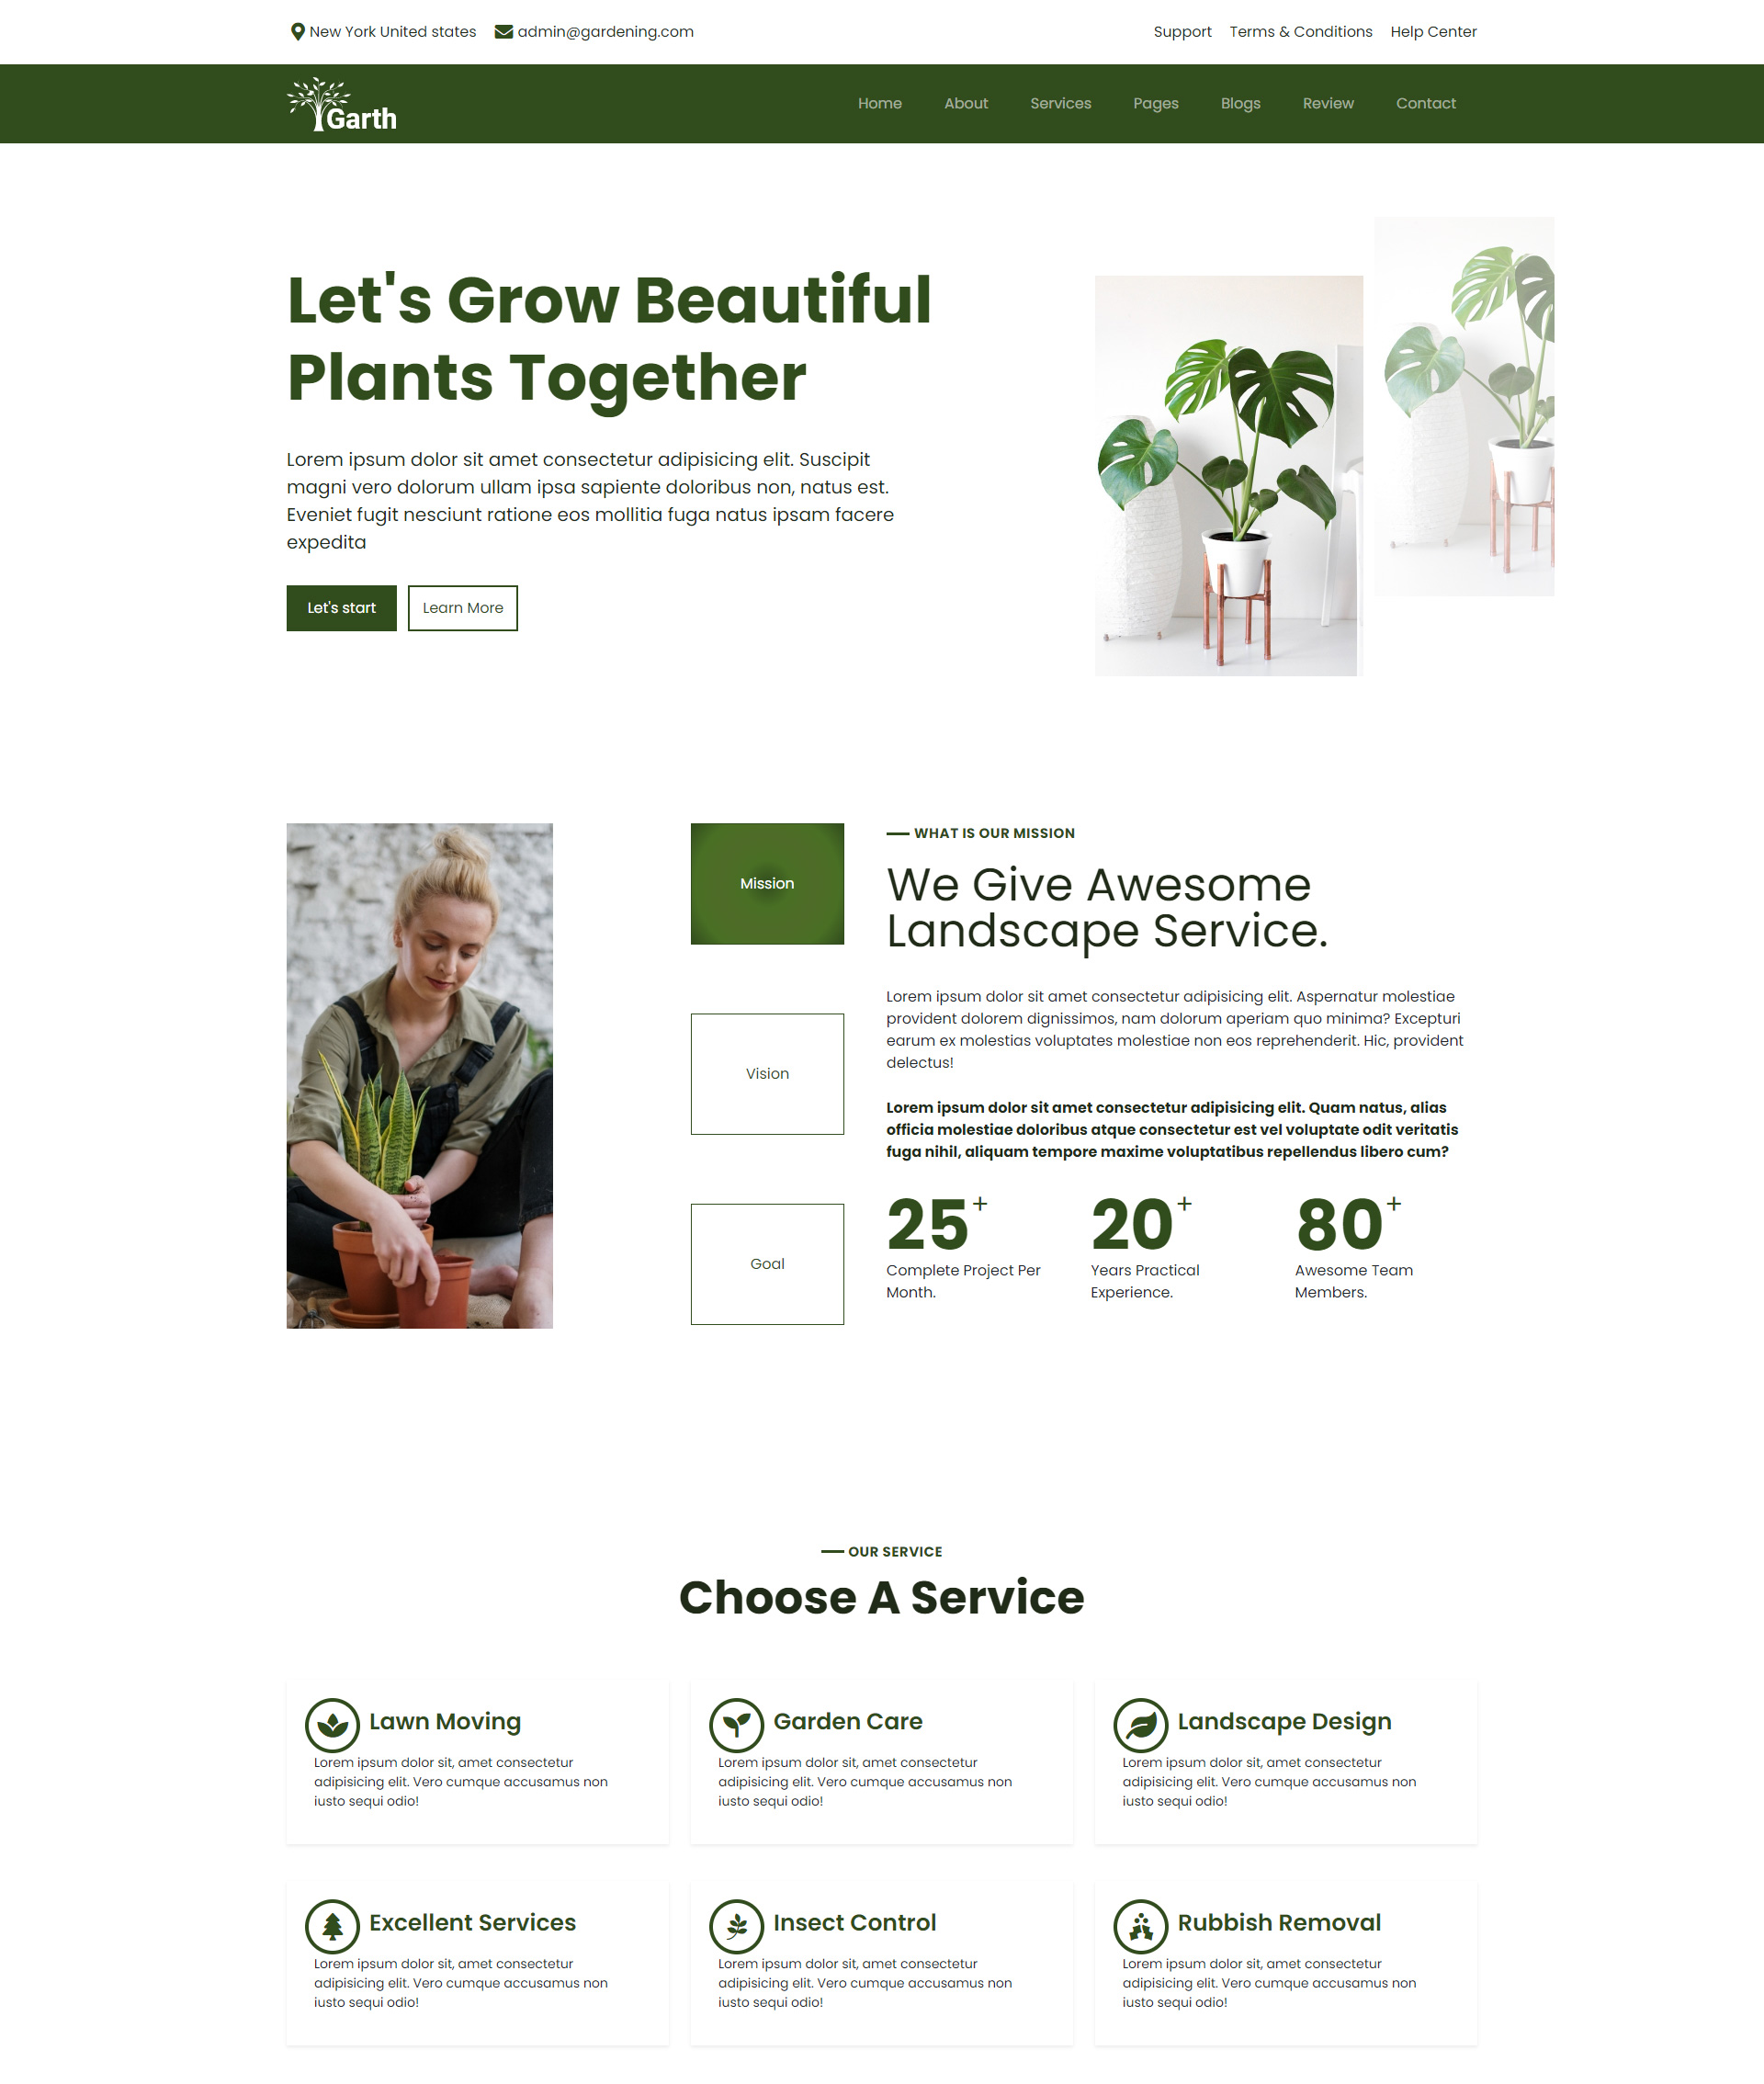 New York United states admin@gardening.com
Support Terms & Conditions Help Center
Garth
Home About Services Pages Blogs Review Contact
Let's Grow Beautiful
Plants Together
Lorem ipsum dolor sit amet consectetur adipisicing elit. Suscipit
magni vero dolorum ullam ipsa sapiente doloribus non, natus est.
Eveniet fugit nesciunt ratione eos mollitia fuga natus ipsam facere
expedita
Let's start Learn More
Mission
Vision
Goal
WHAT IS OUR MISSION
We Give Awesome
Landscape Service.
Lorem ipsum dolor sit amet consectetur adipisicing elit. Aspernatur molestiae
provident dolorem dignissimos, nam dolorum aperiam quo minima? Excepturi
earum ex molestias voluptates molestiae non eos reprehenderit. Hic, provident
delectus!
Lorem ipsum dolor sit amet consectetur adipisicing elit. Quam natus, alias
officia molestiae doloribus atque consectetur est vel voluptate odit veritatis
fuga nihil, aliquam tempore maxime voluptatibus repellendus libero cum?
25+
Complete Project Per
Month.
20+
Years Practical
Experience.
80+
Awesome Team
Members.
OUR SERVICE
Choose A Service
Lawn Moving
Lorem ipsum dolor sit, amet consectetur
adipisicing elit. Vero cumque accusamus non
iusto sequi odio!
Garden Care
Lorem ipsum dolor sit, amet consectetur
adipisicing elit. Vero cumque accusamus non
iusto sequi odio!
Landscape Design
Lorem ipsum dolor sit, amet consectetur
adipisicing elit. Vero cumque accusamus non
iusto sequi odio!
Excellent Services
Lorem ipsum dolor sit, amet consectetur
adipisicing elit. Vero cumque accusamus non
iusto sequi odio!
Insect Control
Lorem ipsum dolor sit, amet consectetur
adipisicing elit. Vero cumque accusamus non
iusto sequi odio!
Rubbish Removal
Lorem ipsum dolor sit, amet consectetur
adipisicing elit. Vero cumque accusamus non
iusto sequi odio!